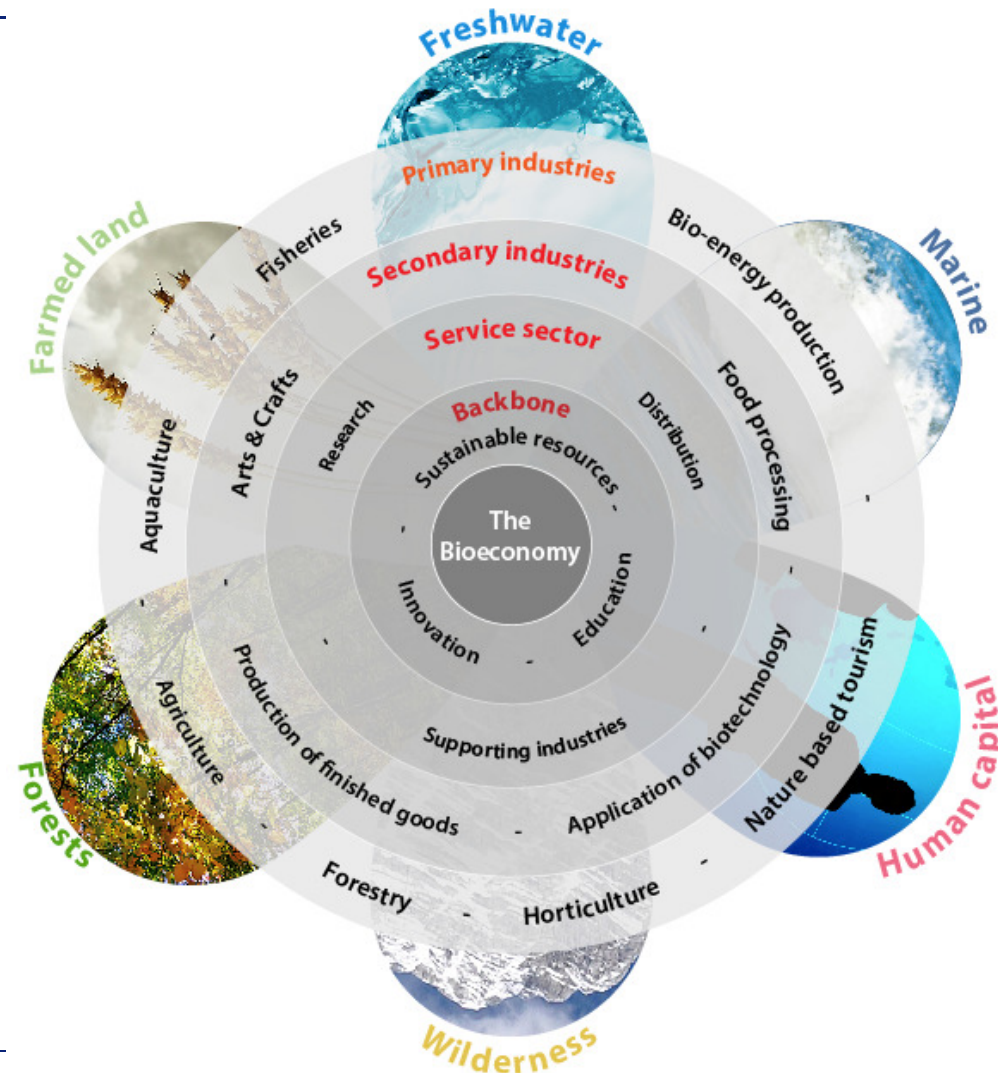 Freshwater
Marine
Human capital
Wilderness
Forests
Farmed land
Primary industries
Bio-energy production
-
Nature based tourism
-
Horticulture
-
Forestry
-
Agriculture
-
Aquaculture
-
Fisheries
Secondary industries
Food processing
-
Application of biotechnology
-
Production of finished goods
-
Arts & Crafts
Service sector
Distribution
-
Supporting industries
-
Research
Backbone
Sustainable resources
-
Education
-
Innovation
-
The
Bioeconomy